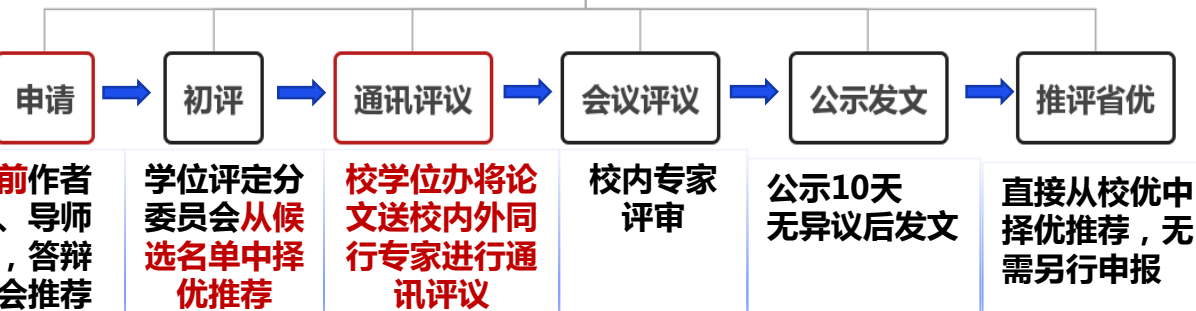 申请
初评
通讯评议
会议评议
公示发文
推评省优
前作者
、导师
，答辩
会推荐
学位评定分
委员会从候
选名单中择
优推荐
校学位办将论
文送校内外同
行专家进行通
讯评议
校内专家
评审
公示10天
无异议后发文
直接从校优中
择优推荐，无
需另行申报